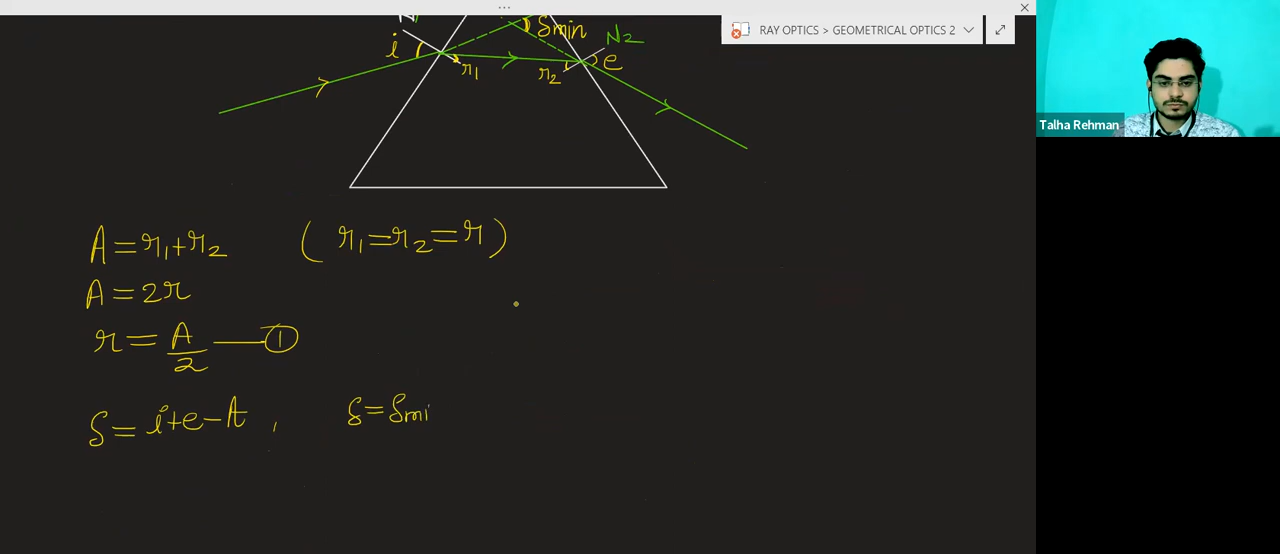 RAY OPTICS > GEOMETRICAL OPTICS 2
δmin
N2
i
r1
r2
e
Talha Rehman
A = r1 + r2 ( r1 = r2 = r )
A = 2r
r = A/2 — ①
δ = i + e - A , δ = δmi